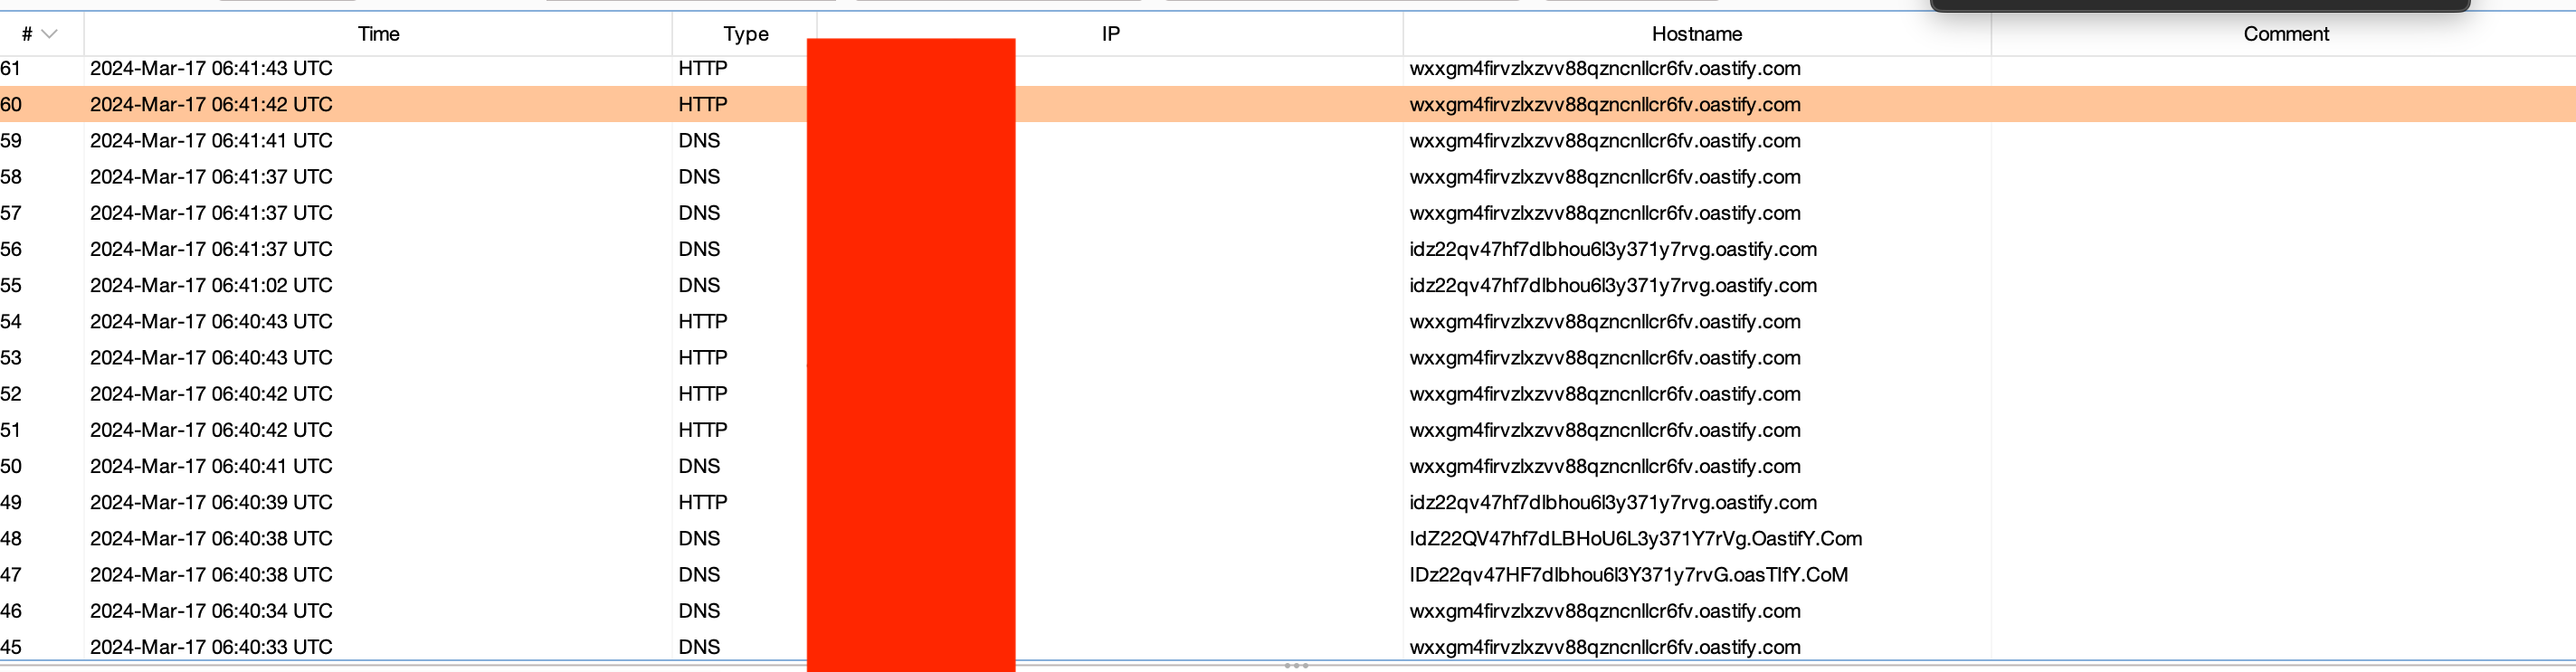 # Time Type IP Hostname Comment
61 2024-Mar-17 06:41:43 UTC HTTP wxxgm4firvzlxzvv88qzncnllcr6fv.oastify.com
60 2024-Mar-17 06:41:42 UTC HTTP wxxgm4firvzlxzvv88qzncnllcr6fv.oastify.com
59 2024-Mar-17 06:41:41 UTC DNS wxxgm4firvzlxzvv88qzncnllcr6fv.oastify.com
58 2024-Mar-17 06:41:37 UTC DNS wxxgm4firvzlxzvv88qzncnllcr6fv.oastify.com
57 2024-Mar-17 06:41:37 UTC DNS wxxgm4firvzlxzvv88qzncnllcr6fv.oastify.com
56 2024-Mar-17 06:41:37 UTC DNS idz22qv47hf7dlbhou6l3y371y7rvg.oastify.com
55 2024-Mar-17 06:41:02 UTC DNS idz22qv47hf7dlbhou6l3y371y7rvg.oastify.com
54 2024-Mar-17 06:40:43 UTC HTTP wxxgm4firvzlxzvv88qzncnllcr6fv.oastify.com
53 2024-Mar-17 06:40:43 UTC HTTP wxxgm4firvzlxzvv88qzncnllcr6fv.oastify.com
52 2024-Mar-17 06:40:42 UTC HTTP wxxgm4firvzlxzvv88qzncnllcr6fv.oastify.com
51 2024-Mar-17 06:40:42 UTC HTTP wxxgm4firvzlxzvv88qzncnllcr6fv.oastify.com
50 2024-Mar-17 06:40:41 UTC DNS wxxgm4firvzlxzvv88qzncnllcr6fv.oastify.com
49 2024-Mar-17 06:40:39 UTC HTTP idz22qv47hf7dlbhou6l3y371y7rvg.oastify.com
48 2024-Mar-17 06:40:38 UTC DNS IdZ22QV47hf7dLBHoU6L3y371Y7rVg.OastifY.Com
47 2024-Mar-17 06:40:38 UTC DNS IDz22qv47HF7dlbhou6l3Y371y7rvG.oasTIfY.CoM
46 2024-Mar-17 06:40:34 UTC DNS wxxgm4firvzlxzvv88qzncnllcr6fv.oastify.com
45 2024-Mar-17 06:40:33 UTC DNS wxxgm4firvzlxzvv88qzncnllcr6fv.oastify.com